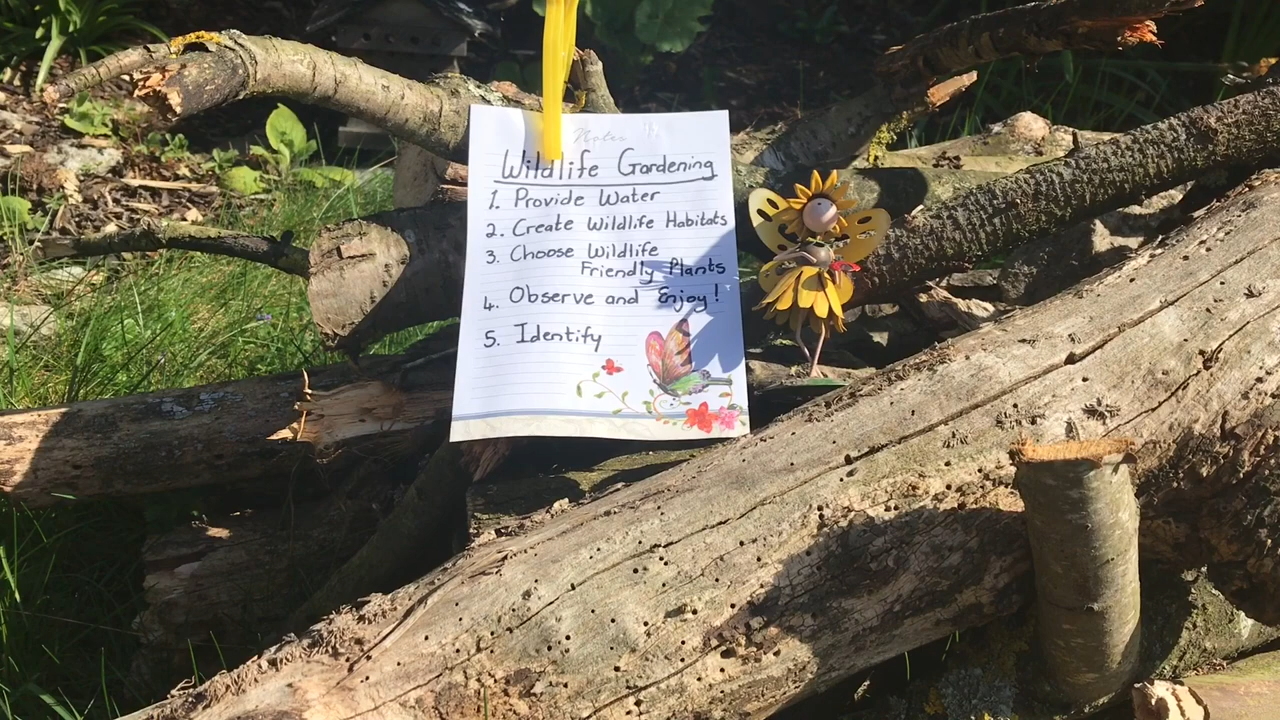 Notes
Wildlife Gardening
1. Provide Water
2. Create Wildlife Habitats
3. Choose Wildlife
Friendly Plants
4. Observe and Enjoy!
5. Identify